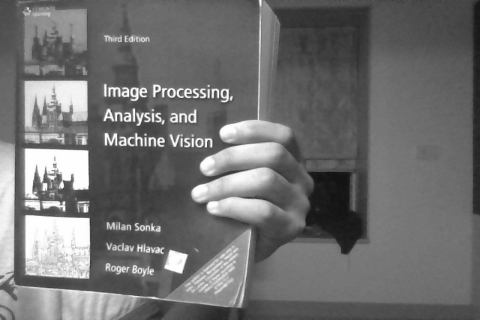 Third Edition
Image Processing,
Analysis, and
Machine Vision
Milan Sonka
Vaclav Hlavac
Roger Boyle